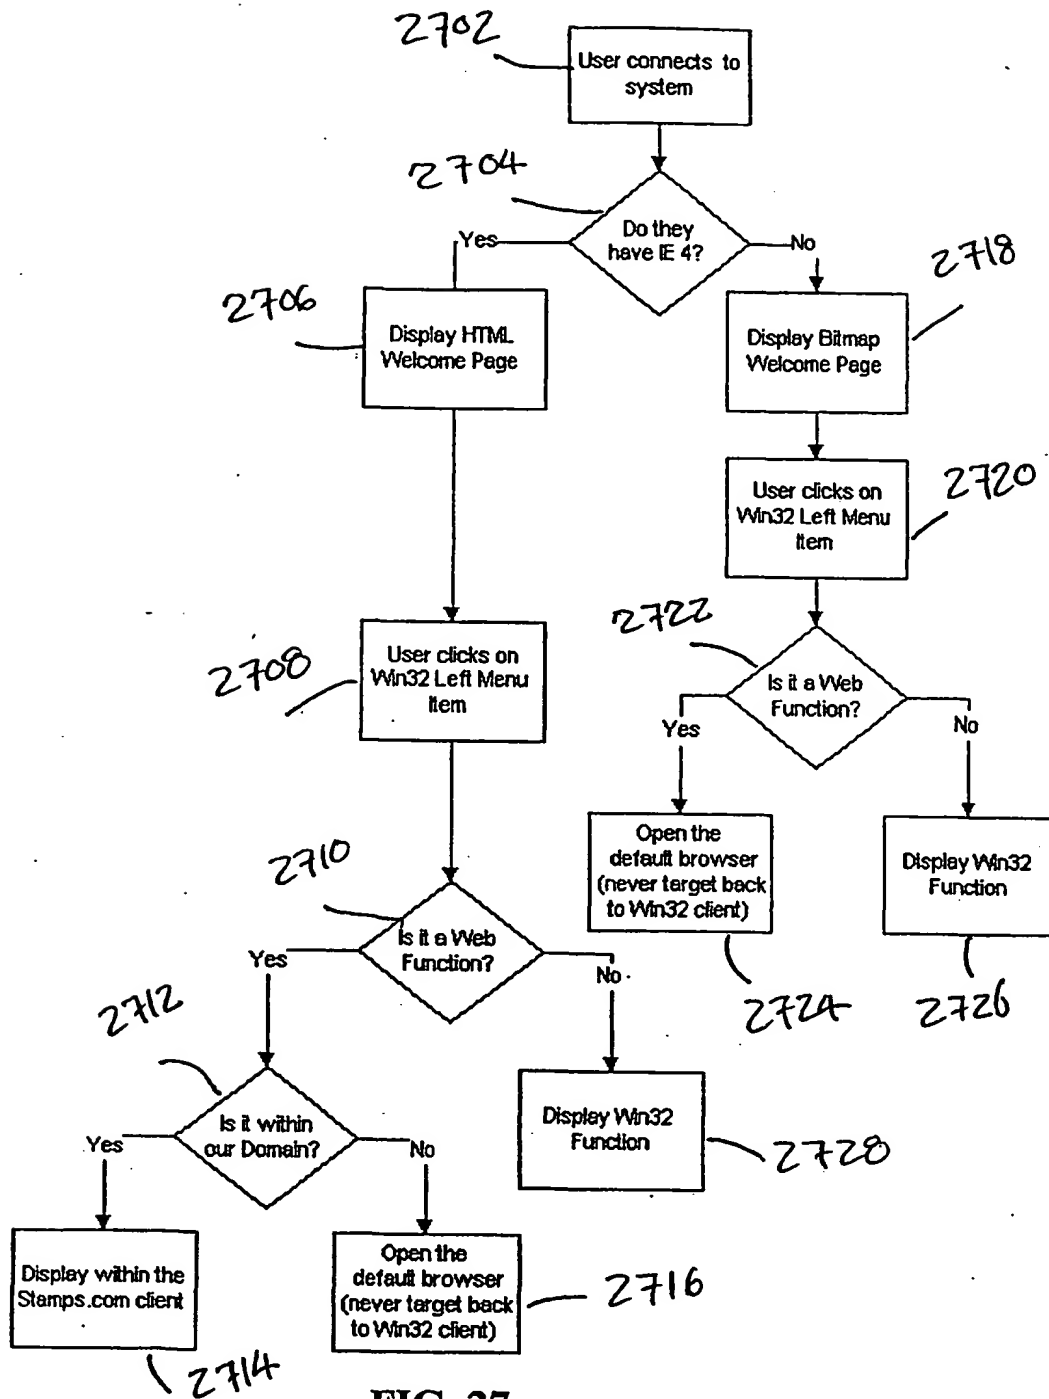 2702
User connects to
system
2704
Do they
have IE 4?
Yes
No
2706
Display HTML
Welcome Page
2718
Display Bitmap
Welcome Page
2720
User clicks on
Win32 Left Menu
Item
2708
User clicks on
Win32 Left Menu
Item
2722
Is it a Web
Function?
Yes
No
2710
Is it a Web
Function?
Yes
No
Open the
default browser
(never target back
to Win32 client)
2724
Display Win32
Function
2726
2712
Is it within
our Domain?
Yes
No
Display Win32
Function
2728
Display within the
Stamps.com client
2714
Open the
default browser
(never target back
to Win32 client)
2716
FIG. 27